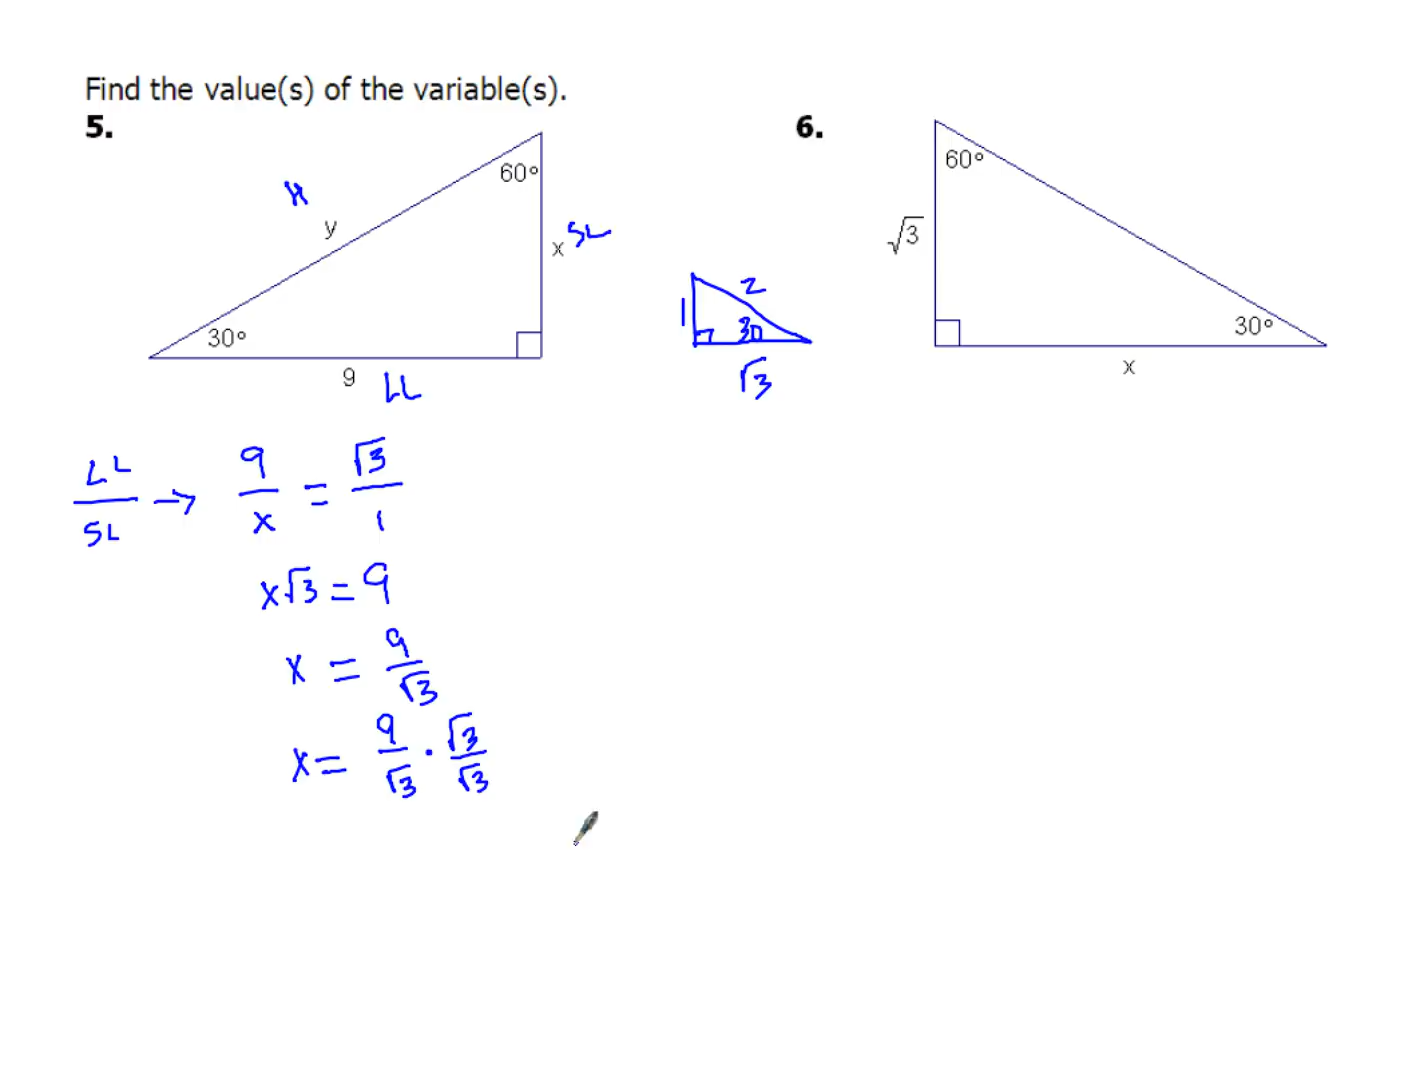 Find the value(s) of the variable(s).
5.
60°
H
y
x SL
30°
9 LL
LL/SL → 9/x = √3/1
x√3 = 9
x = 9/√3
x = 9/√3 · √3/√3
1
2
30
√3
6.
60°
√3
30°
x